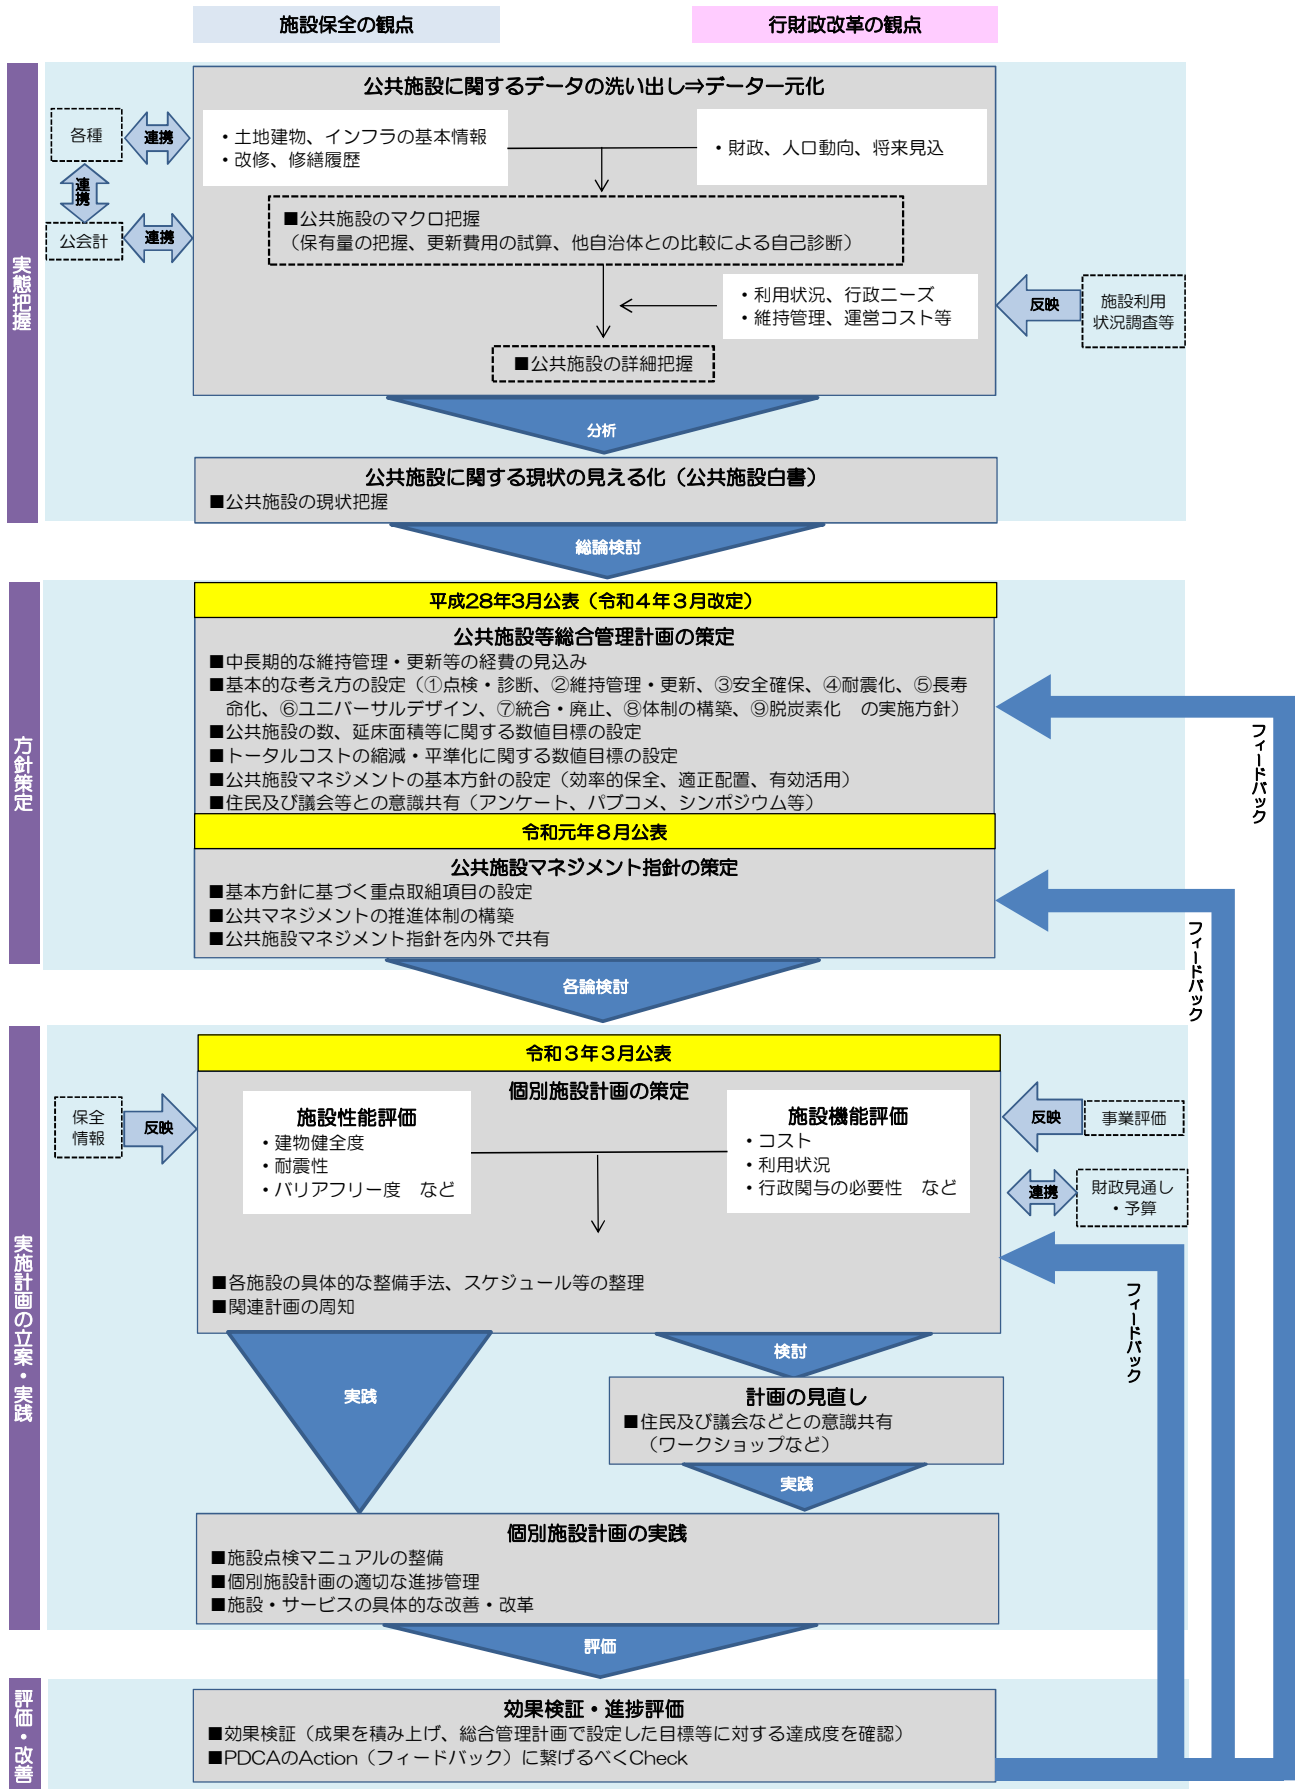 施設保全の観点
行財政改革の観点
実態把握
公共施設に関するデータの洗い出し⇒データ一元化
各種
連携
・土地建物、インフラの基本情報
・改修、修繕履歴
・財政、人口動向、将来見込
連携
公会計
連携
■公共施設のマクロ把握
（保有量の把握、更新費用の試算、他自治体との比較による自己診断）
・利用状況、行政ニーズ
・維持管理、運営コスト等
反映
施設利用
状況調査等
■公共施設の詳細把握
分析
公共施設に関する現状の見える化（公共施設白書）
■公共施設の現状把握
総論検討
方針策定
平成28年3月公表（令和４年３月改定）
公共施設等総合管理計画の策定
■中長期的な維持管理・更新等の経費の見込み
■基本的な考え方の設定（①点検・診断、②維持管理・更新、③安全確保、④耐震化、⑤長寿
命化、⑥ユニバーサルデザイン、⑦統合・廃止、⑧体制の構築、⑨脱炭素化　の実施方針）
■公共施設の数、延床面積等に関する数値目標の設定
■トータルコストの縮減・平準化に関する数値目標の設定
■公共施設マネジメントの基本方針の設定（効率的保全、適正配置、有効活用）
■住民及び議会等との意識共有（アンケート、パブコメ、シンポジウム等）
フィードバック
令和元年８月公表
公共施設マネジメント指針の策定
■基本方針に基づく重点取組項目の設定
■公共マネジメントの推進体制の構築
■公共施設マネジメント指針を内外で共有
フィードバック
各論検討
実施計画の立案・実践
令和３年３月公表
個別施設計画の策定
保全
情報
反映
施設性能評価
・建物健全度
・耐震性
・バリアフリー度　など
施設機能評価
・コスト
・利用状況
・行政関与の必要性　など
反映
事業評価
連携
財政見通し
・予算
■各施設の具体的な整備手法、スケジュール等の整理
■関連計画の周知
フィードバック
実践
検討
計画の見直し
■住民及び議会などとの意識共有
（ワークショップなど）
実践
個別施設計画の実践
■施設点検マニュアルの整備
■個別施設計画の適切な進捗管理
■施設・サービスの具体的な改善・改革
評価
評価・改善
効果検証・進捗評価
■効果検証（成果を積み上げ、総合管理計画で設定した目標等に対する達成度を確認）
■PDCAのAction（フィードバック）に繋げるべくCheck